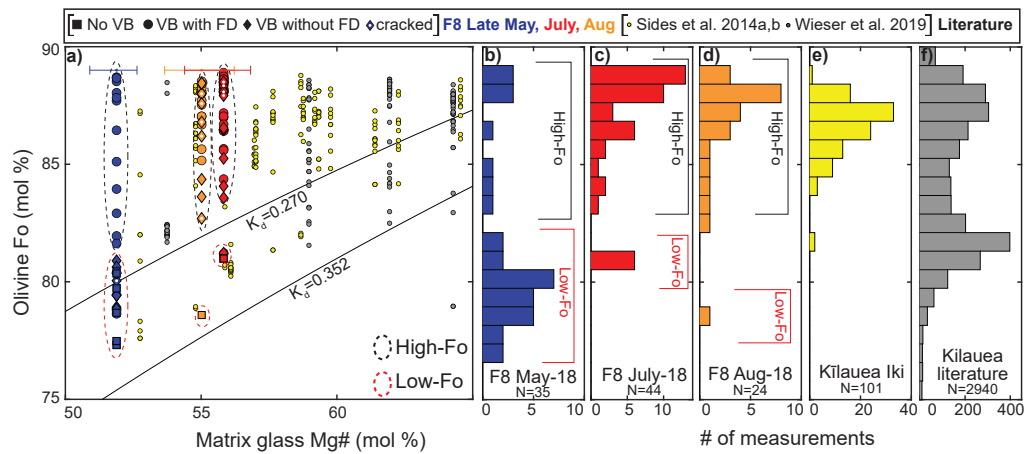 No VB VB with FD VB without FD cracked F8 Late May, July, Aug Sides et al. 2014a,b Wieser et al. 2019 Literature
a) b) c) d) e) f)
90
85
80
75
Olivine Fo (mol %)
K_d=0.270
K_d=0.352
High-Fo
Low-Fo
50 55 60
Matrix glass Mg# (mol %)
High-Fo
Low-Fo
F8 May-18
N=35
0 5 10
High-Fo
Low-Fo
F8 July-18
N=44
0 5 10
High-Fo
Low-Fo
F8 Aug-18
N=24
0 5 10
Kīlauea Iki
N=101
0 20 40
Kilauea
literature
N=2940
0 200 400
# of measurements